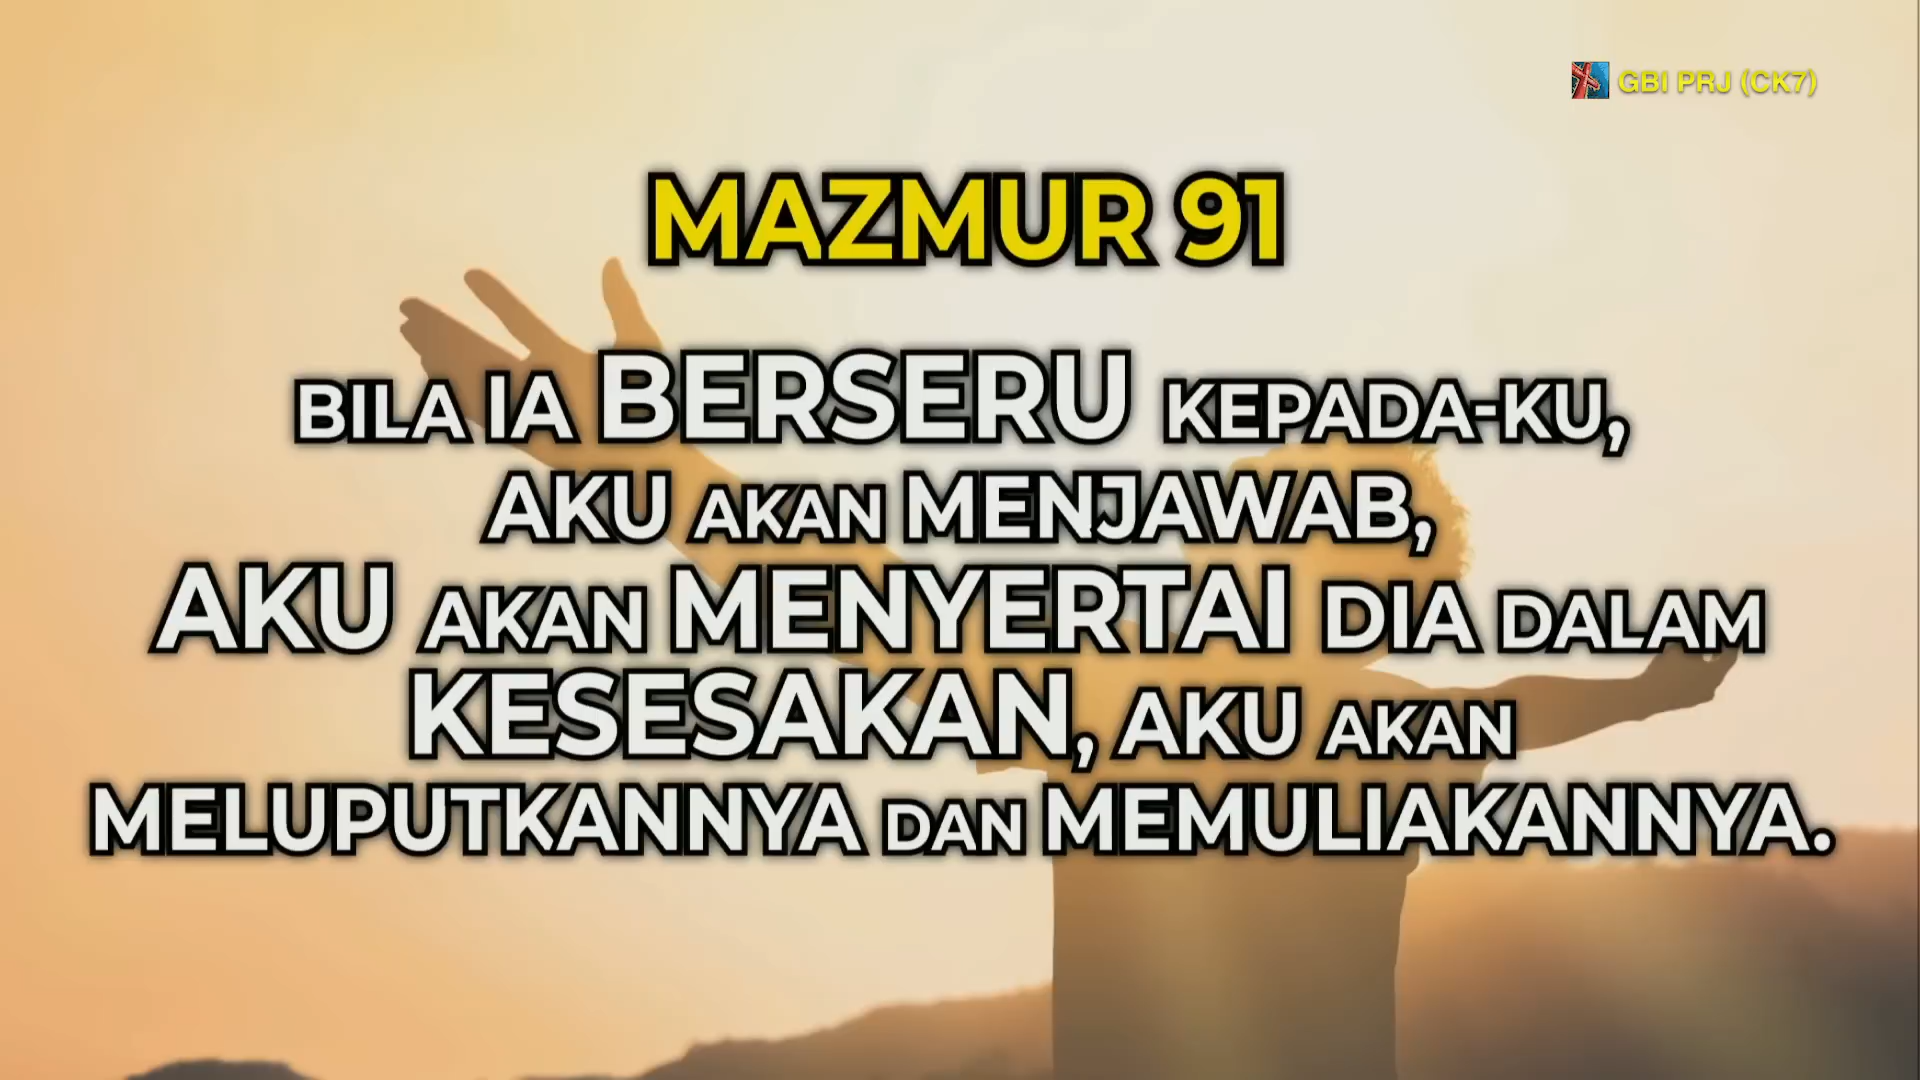 GBI PRJ (CK7)
MAZMUR 91
BILA IA BERSERU KEPADA-KU,
AKU AKAN MENJAWAB,
AKU AKAN MENYERTAI DIA DALAM
KESESAKAN, AKU AKAN
MELUPUTKANNYA DAN MEMULIAKANNYA.